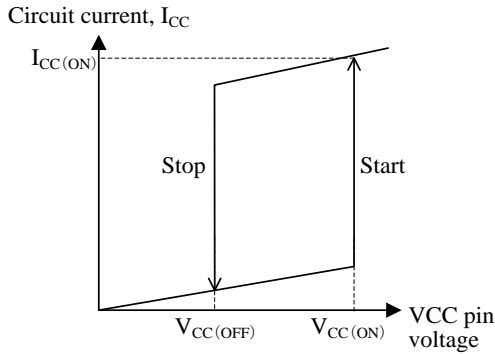 Circuit current, I_CC
I_CC(ON)
Stop
Start
V_CC(OFF)
V_CC(ON)
VCC pin
voltage